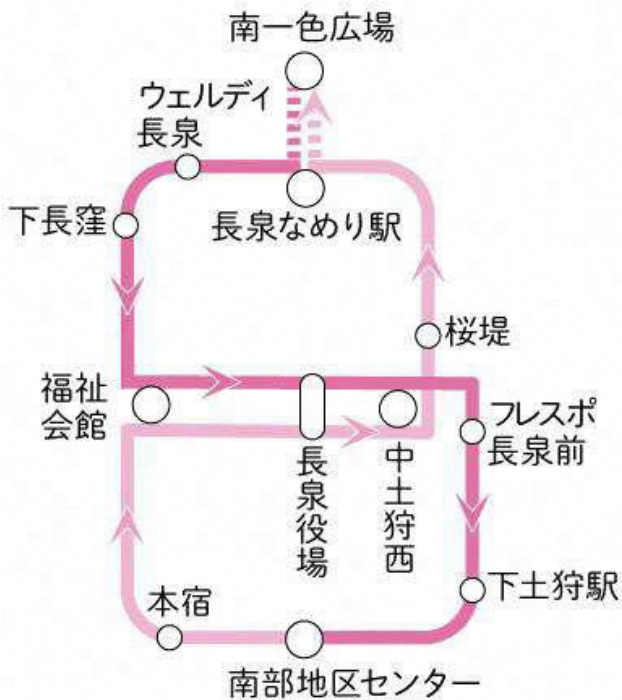 南一色広場
ウェルディ
長泉
下長窪
長泉なめり駅
桜堤
福祉
会館
フレスポ
長泉前
長泉役場
中土狩西
下土狩駅
本宿
南部地区センター